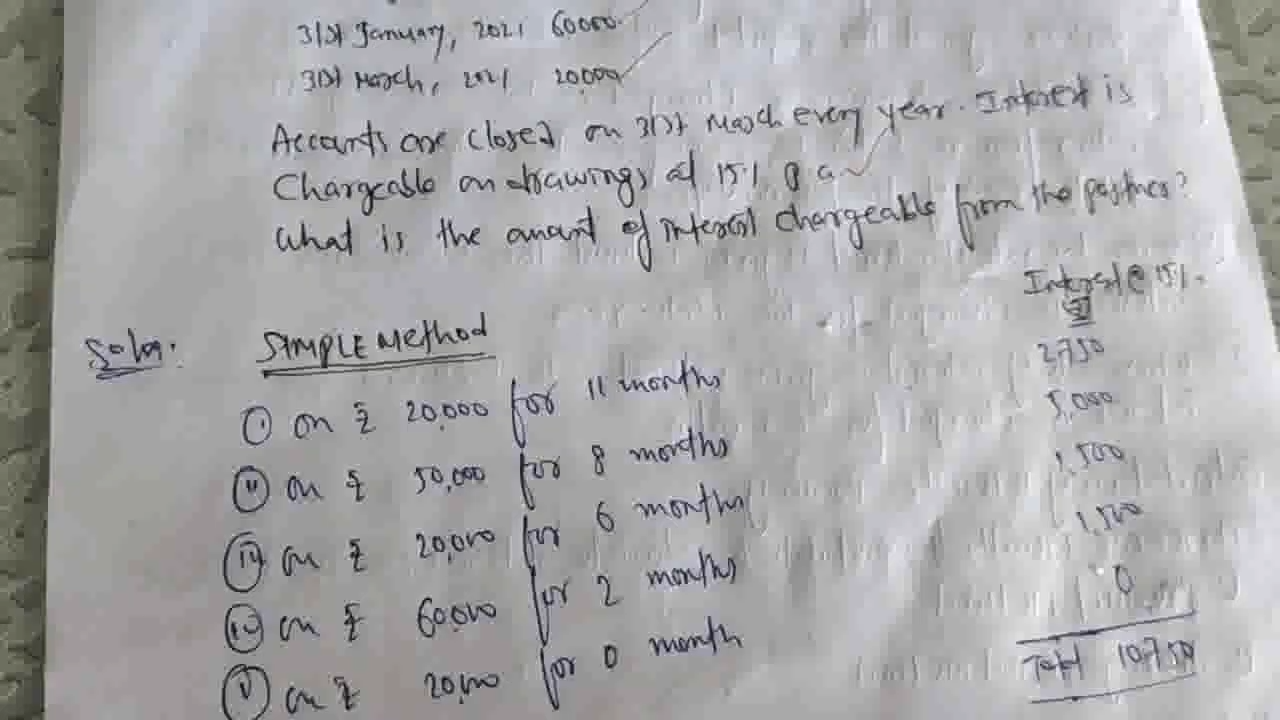 31st January, 2021 60000
31st March, 2021 20,000
Accounts are closed on 31st March every year. Interest is
Chargeable on drawings at 15% p a
What is the amount of interest chargeable from the partner?
Interest @ 15%
Soln: SIMPLE METHOD
₹
(i) on ₹ 20,000 for 11 months 2,750
(ii) on ₹ 50,000 for 8 months 5,000
(iii) on ₹ 20,000 for 6 months 1,500
(iv) on ₹ 60,000 for 2 months 1,500
(v) on ₹ 20,000 for 0 month 0
Total 10,750